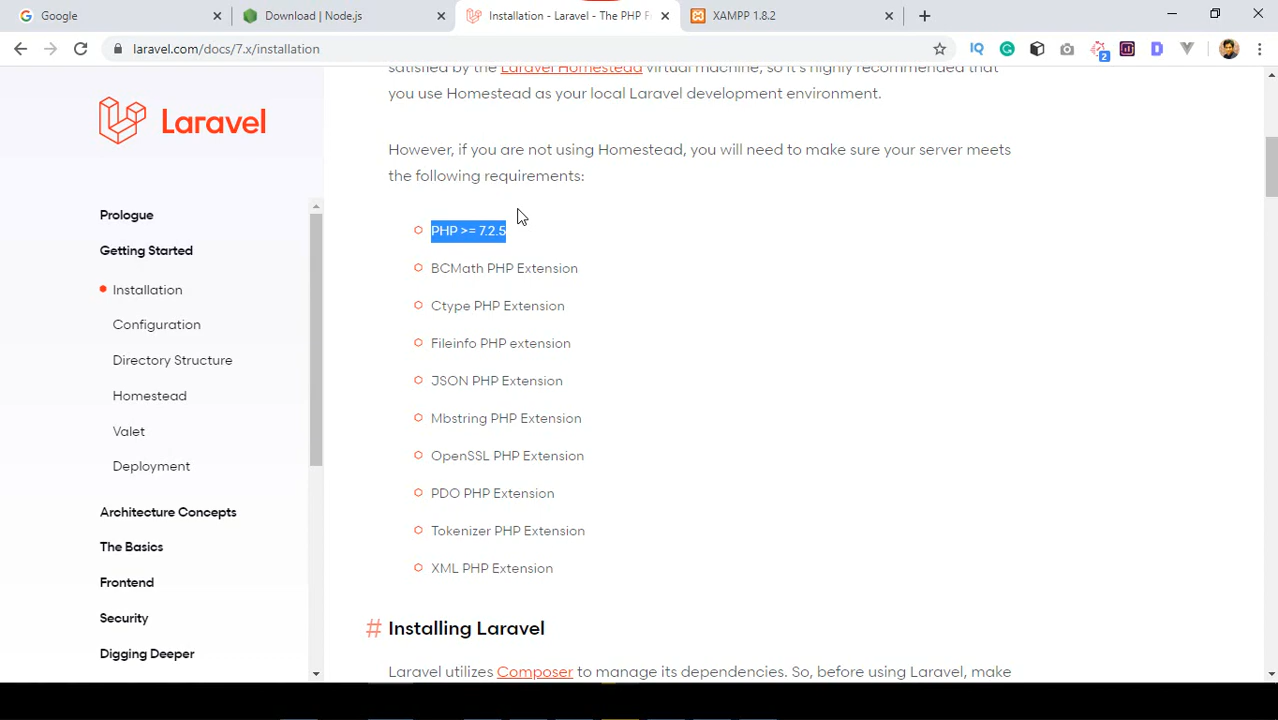 Google
Download | Node.js
Installation - Laravel - The PHP F
XAMPP 1.8.2
laravel.com/docs/7.x/installation
IQ
2
D
satisfied by the Laravel Homestead virtual machine, so it's highly recommended that
you use Homestead as your local Laravel development environment.
Laravel
However, if you are not using Homestead, you will need to make sure your server meets
the following requirements:
Prologue
Getting Started
Installation
Configuration
Directory Structure
Homestead
Valet
Deployment
Architecture Concepts
The Basics
Frontend
Security
Digging Deeper
PHP >= 7.2.5
BCMath PHP Extension
Ctype PHP Extension
Fileinfo PHP extension
JSON PHP Extension
Mbstring PHP Extension
OpenSSL PHP Extension
PDO PHP Extension
Tokenizer PHP Extension
XML PHP Extension
# Installing Laravel
Laravel utilizes Composer to manage its dependencies. So, before using Laravel, make